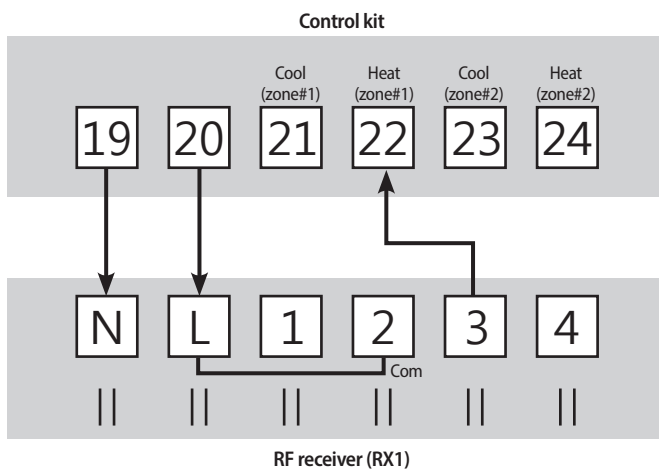 Control kit
Cool
(zone#1)
Heat
(zone#1)
Cool
(zone#2)
Heat
(zone#2)
19 20 21 22 23 24
N L 1 2 3 4
Com
RF receiver (RX1)